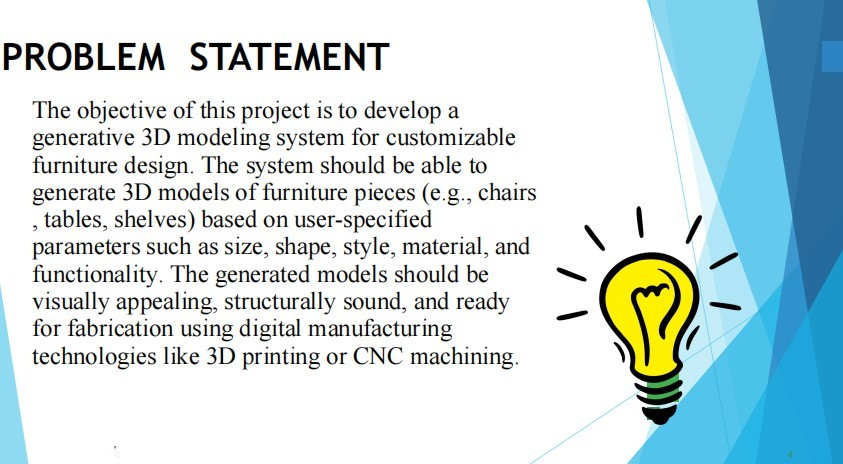 PROBLEM STATEMENT
The objective of this project is to develop a
generative 3D modeling system for customizable
furniture design. The system should be able to
generate 3D models of furniture pieces (e.g., chairs
, tables, shelves) based on user-specified
parameters such as size, shape, style, material, and
functionality. The generated models should be
visually appealing, structurally sound, and ready
for fabrication using digital manufacturing
technologies like 3D printing or CNC machining.
4